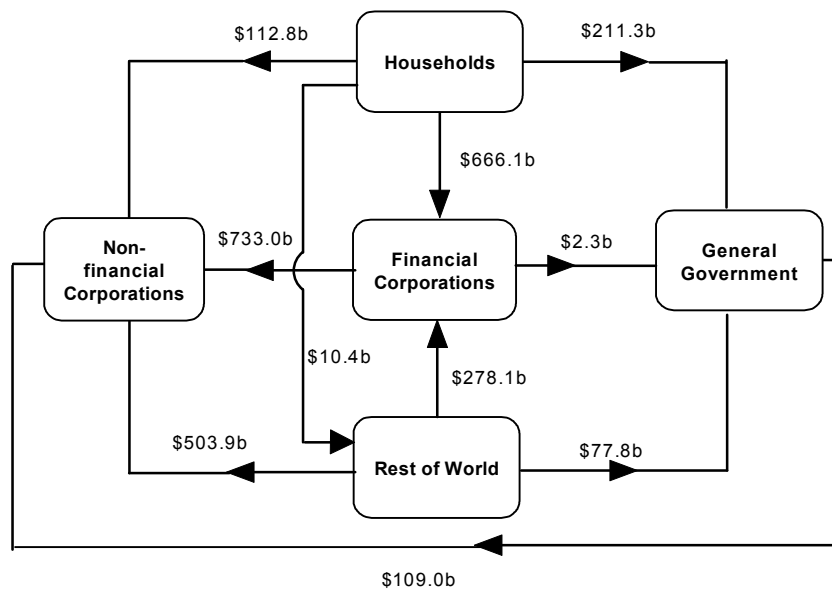 $112.8b
$211.3b
Households
$666.1b
Non-
financial
Corporations
$733.0b
Financial
Corporations
$2.3b
General
Government
$10.4b
$278.1b
$503.9b
Rest of World
$77.8b
$109.0b